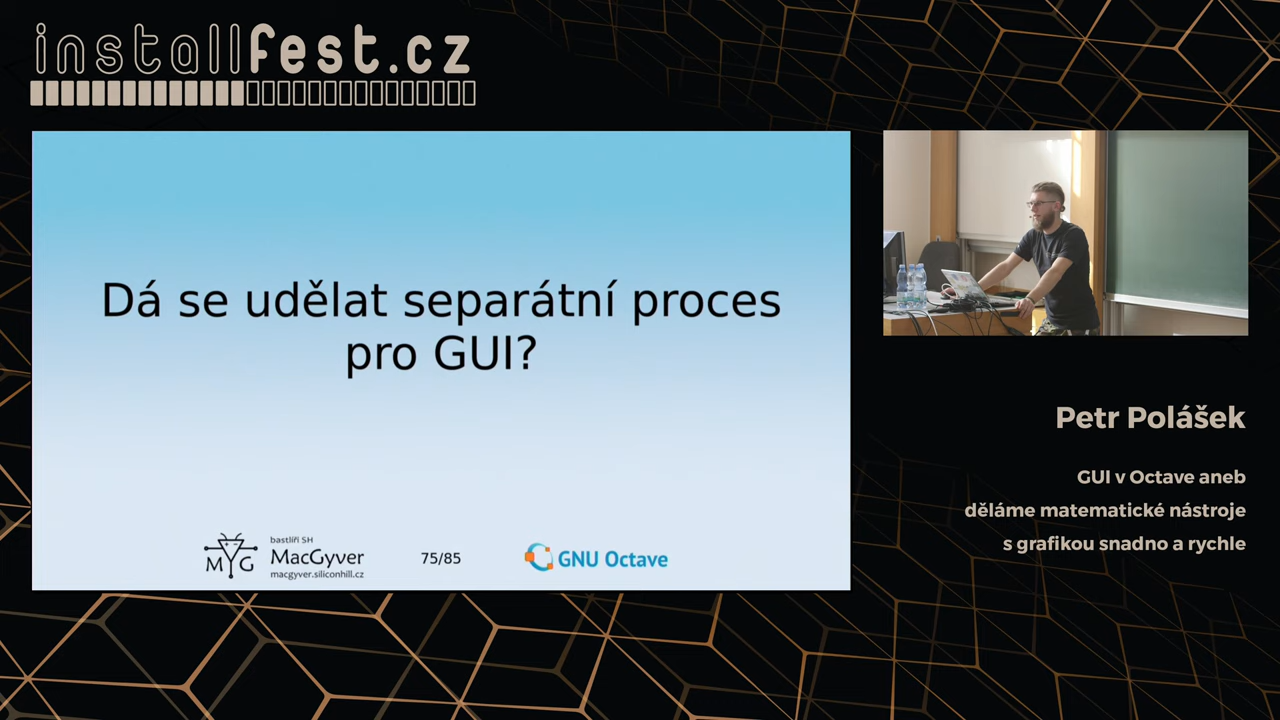 installfest.cz
Dá se udělat separátní proces
pro GUI?
bastlíři SH
MYG
MacGyver
macgyver.siliconhill.cz
75/85
GNU Octave
Petr Polášek
GUI v Octave aneb
děláme matematické nástroje
s grafikou snadno a rychle